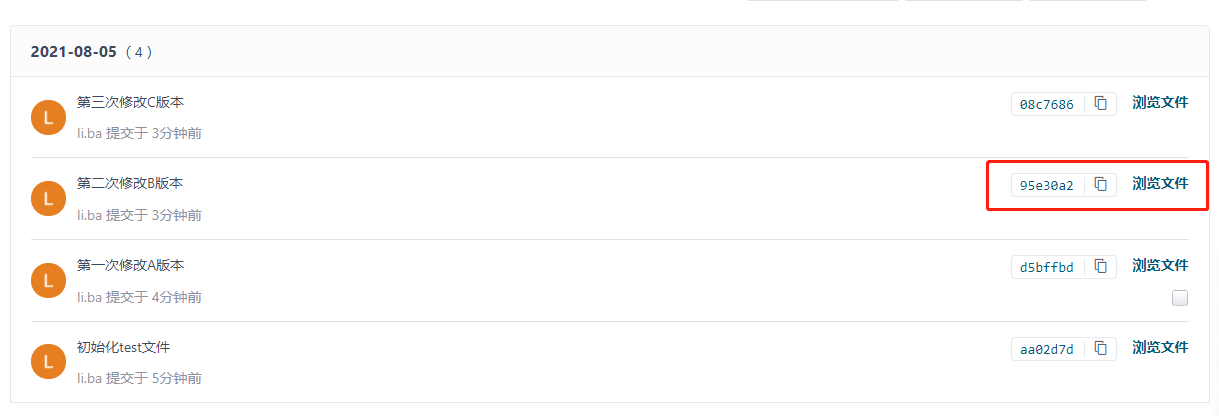 2021-08-05 ( 4 )
L
第三次修改C版本
08c7686
浏览文件
li.ba 提交于 3分钟前
L
第二次修改B版本
95e30a2
浏览文件
li.ba 提交于 3分钟前
L
第一次修改A版本
d5bffbd
浏览文件
li.ba 提交于 4分钟前
L
初始化test文件
aa02d7d
浏览文件
li.ba 提交于 5分钟前